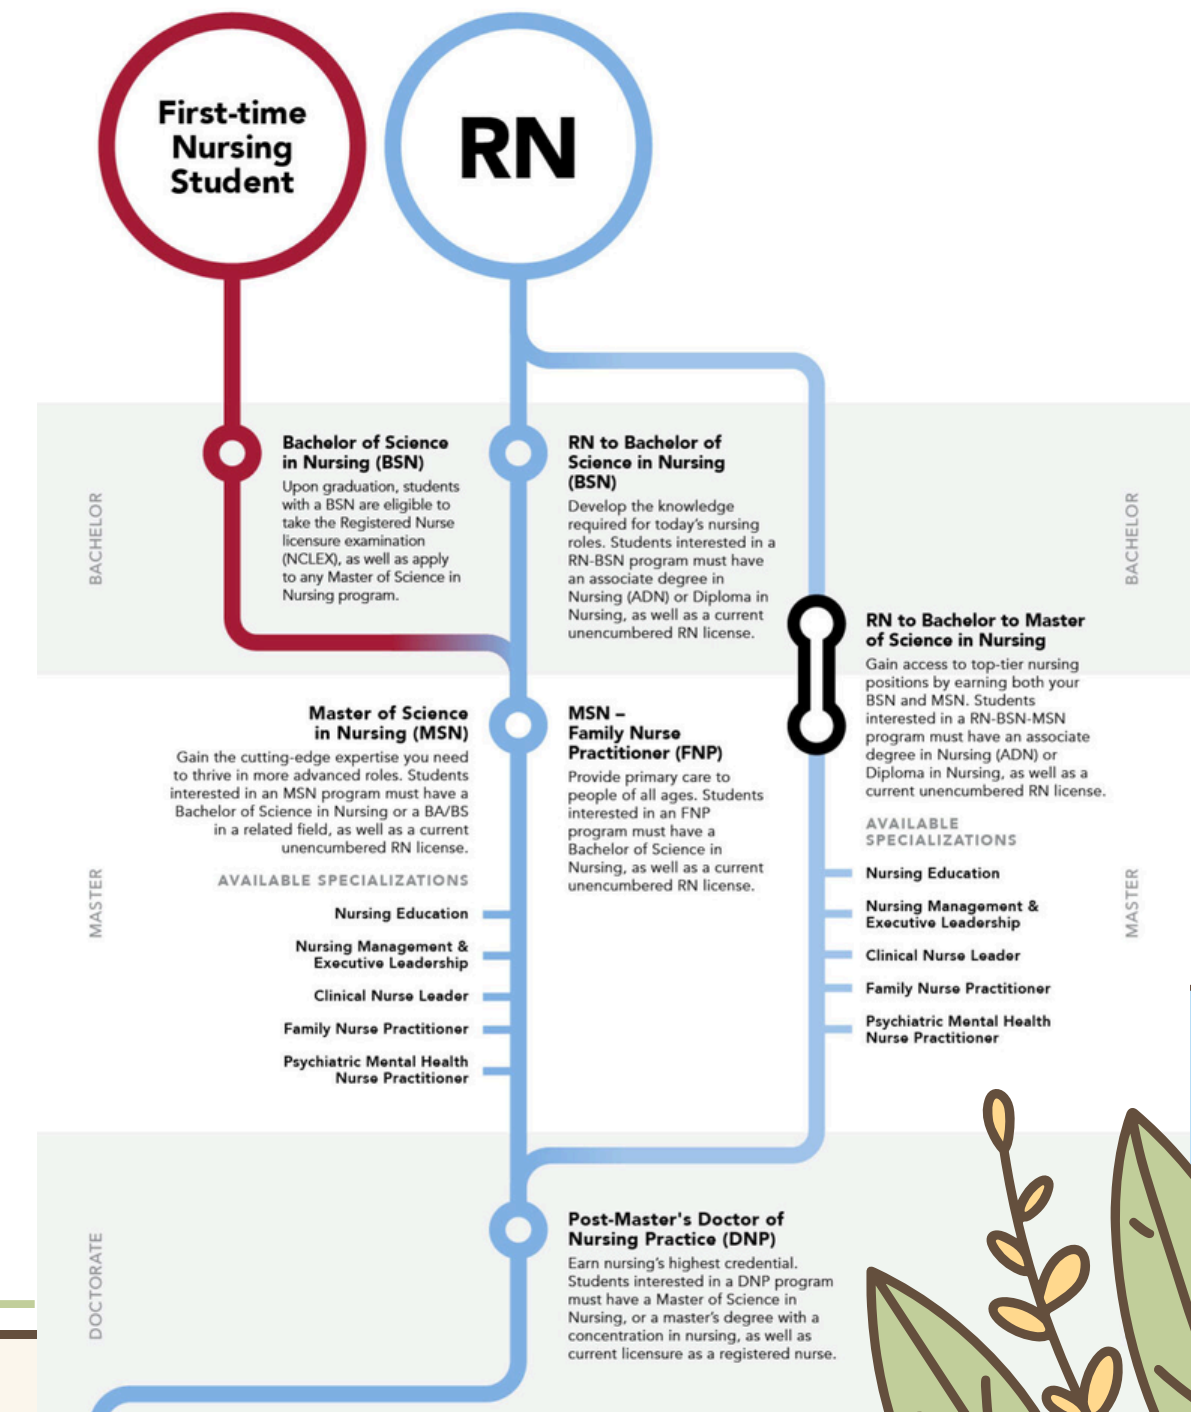 First-time
Nursing
Student
RN
BACHELOR
Bachelor of Science
in Nursing (BSN)
Upon graduation, students
with a BSN are eligible to
take the Registered Nurse
licensure examination
(NCLEX), as well as apply
to any Master of Science in
Nursing program.
RN to Bachelor of
Science in Nursing
(BSN)
Develop the knowledge
required for today's nursing
roles. Students interested in a
RN-BSN program must have
an associate degree in
Nursing (ADN) or Diploma in
Nursing, as well as a current
unencumbered RN license.
BACHELOR
RN to Bachelor to Master
of Science in Nursing
Gain access to top-tier nursing
positions by earning both your
BSN and MSN. Students
interested in a RN-BSN-MSN
program must have an associate
degree in Nursing (ADN) or
Diploma in Nursing, as well as a
current unencumbered RN license.
AVAILABLE
SPECIALIZATIONS
Nursing Education
Nursing Management &
Executive Leadership
Clinical Nurse Leader
Family Nurse Practitioner
Psychiatric Mental Health
Nurse Practitioner
MASTER
Master of Science
in Nursing (MSN)
Gain the cutting-edge expertise you need
to thrive in more advanced roles. Students
interested in an MSN program must have a
Bachelor of Science in Nursing or a BA/BS
in a related field, as well as a current
unencumbered RN license.
AVAILABLE SPECIALIZATIONS
Nursing Education
Nursing Management &
Executive Leadership
Clinical Nurse Leader
Family Nurse Practitioner
Psychiatric Mental Health
Nurse Practitioner
MSN –
Family Nurse
Practitioner (FNP)
Provide primary care to
people of all ages. Students
interested in an FNP
program must have a
Bachelor of Science in
Nursing, as well as a current
unencumbered RN license.
MASTER
DOCTORATE
Post-Master's Doctor of
Nursing Practice (DNP)
Earn nursing's highest credential.
Students interested in a DNP program
must have a Master of Science in
Nursing, or a master's degree with a
concentration in nursing, as well as
current licensure as a registered nurse.